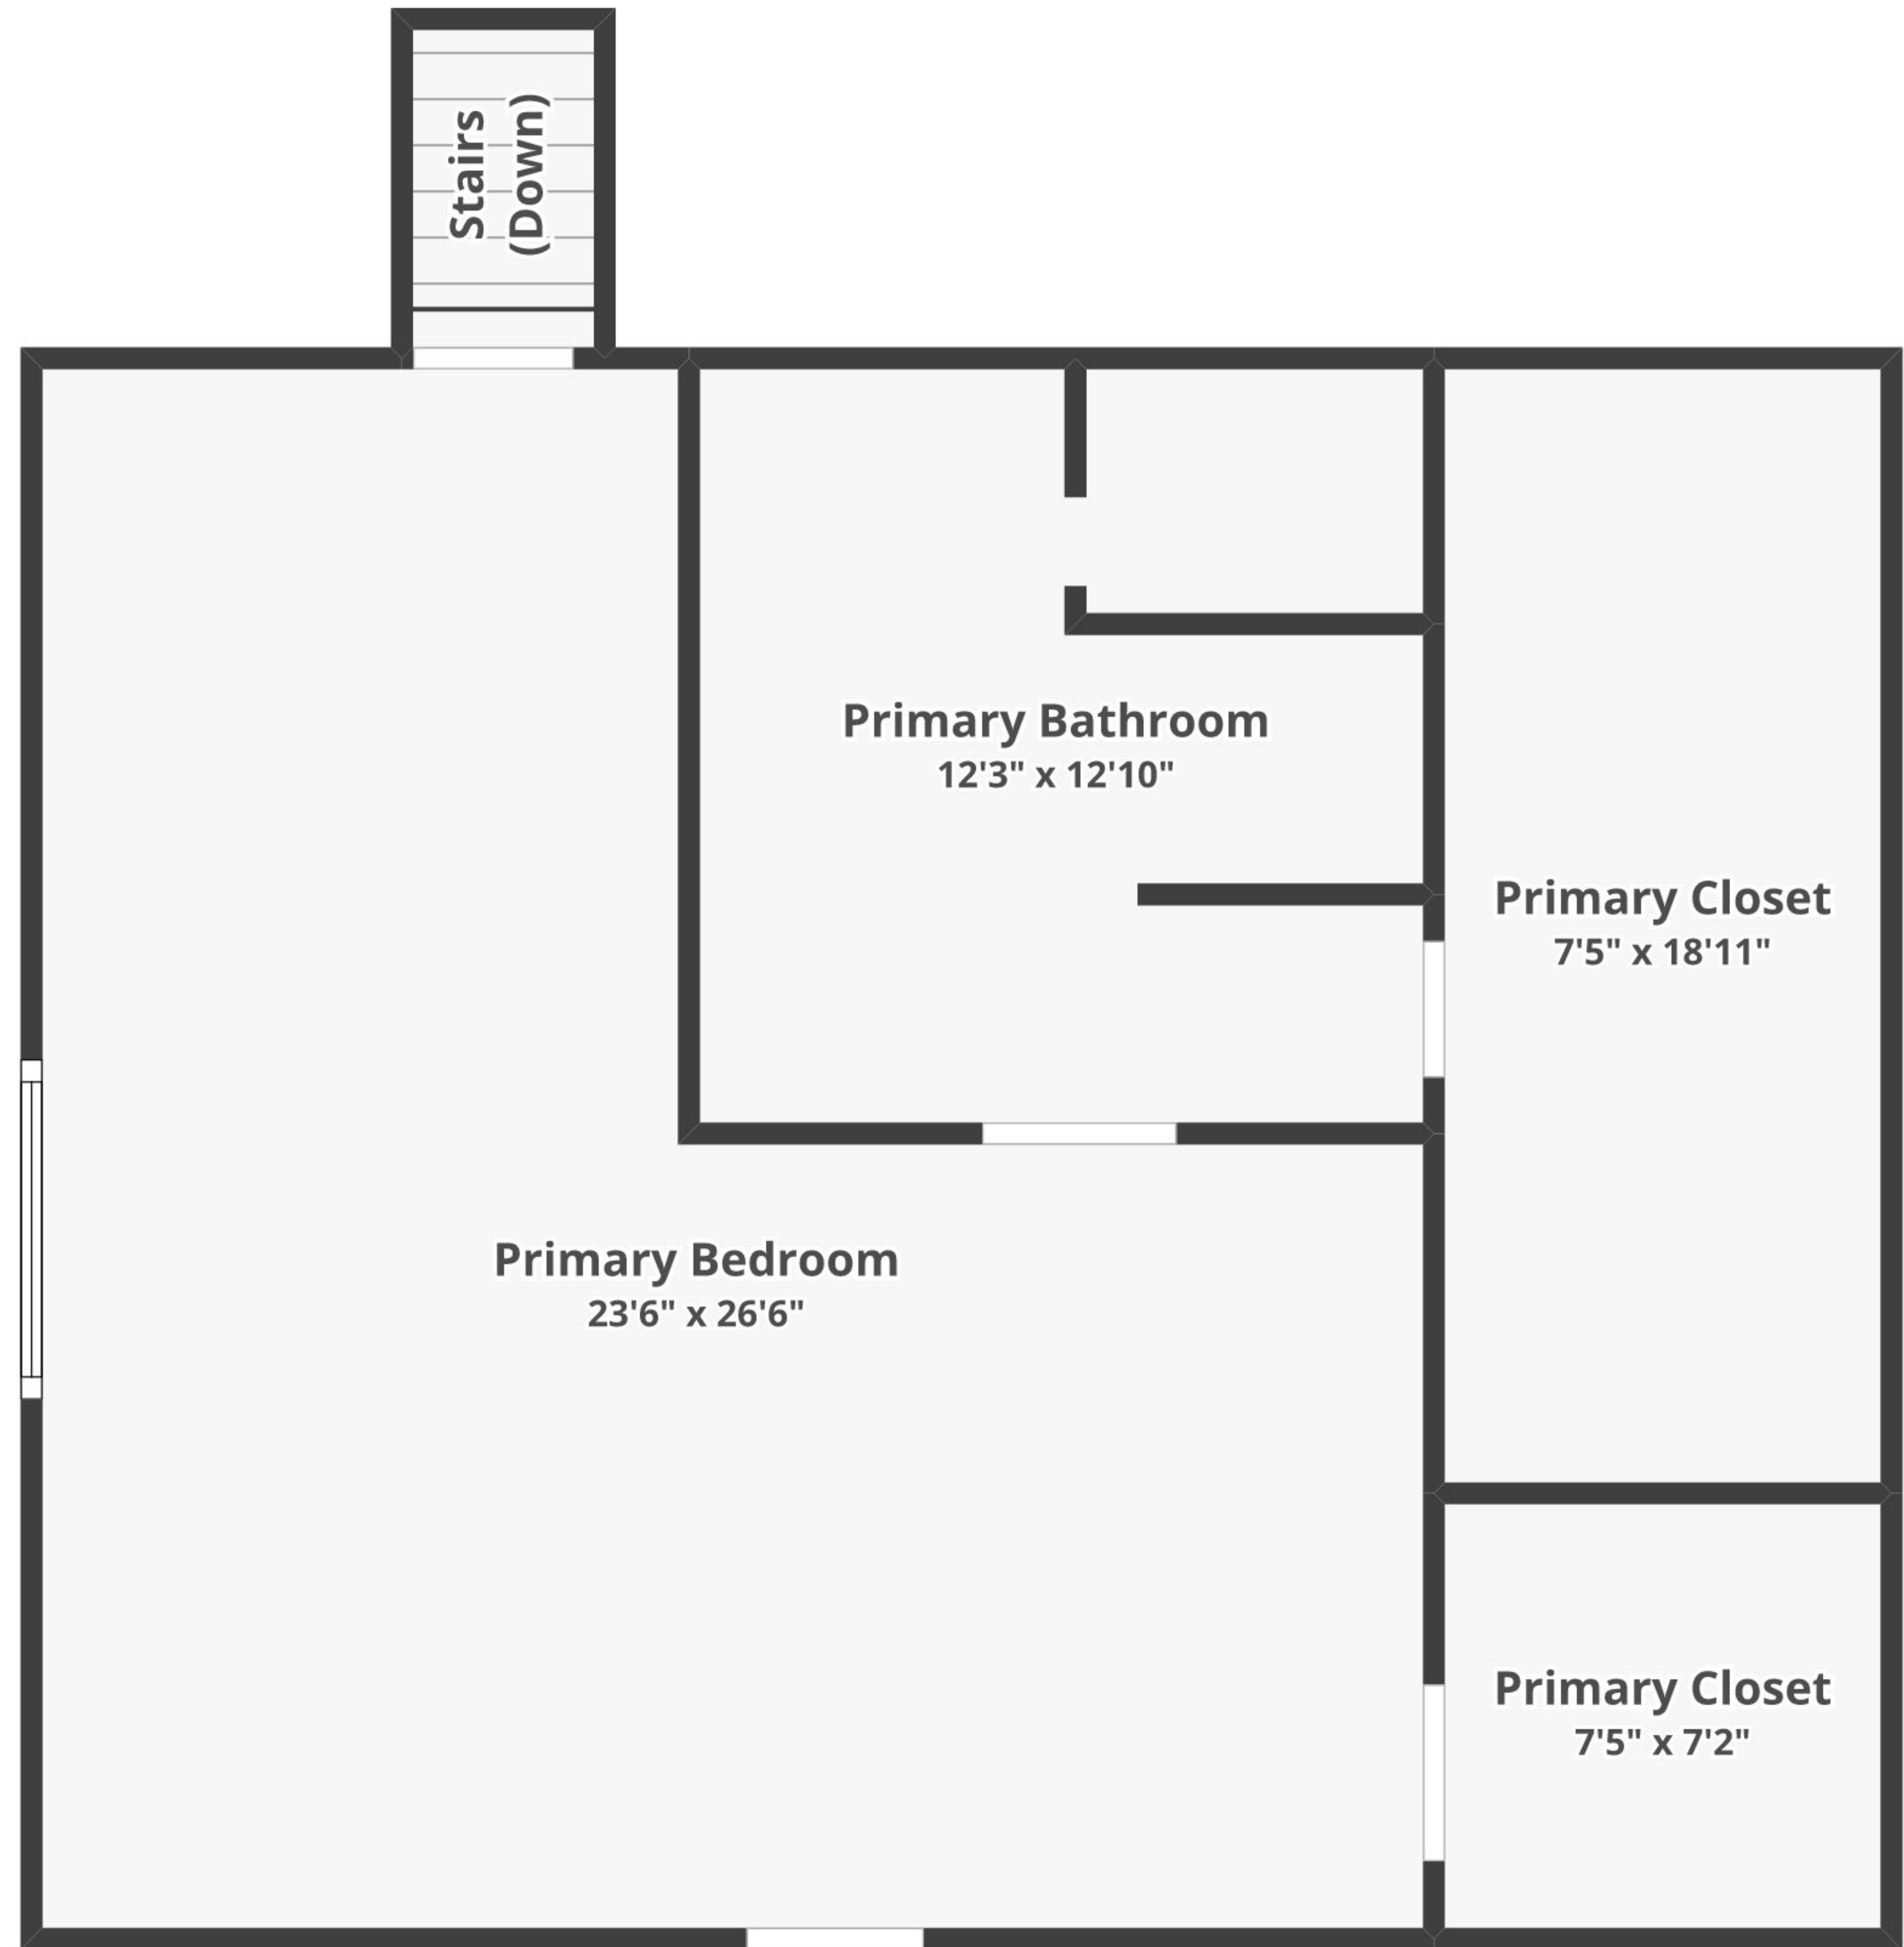 Stairs
(Down)
Primary Bathroom
12'3" x 12'10"
Primary Closet
7'5" x 18'11"
Primary Bedroom
23'6" x 26'6"
Primary Closet
7'5" x 7'2"